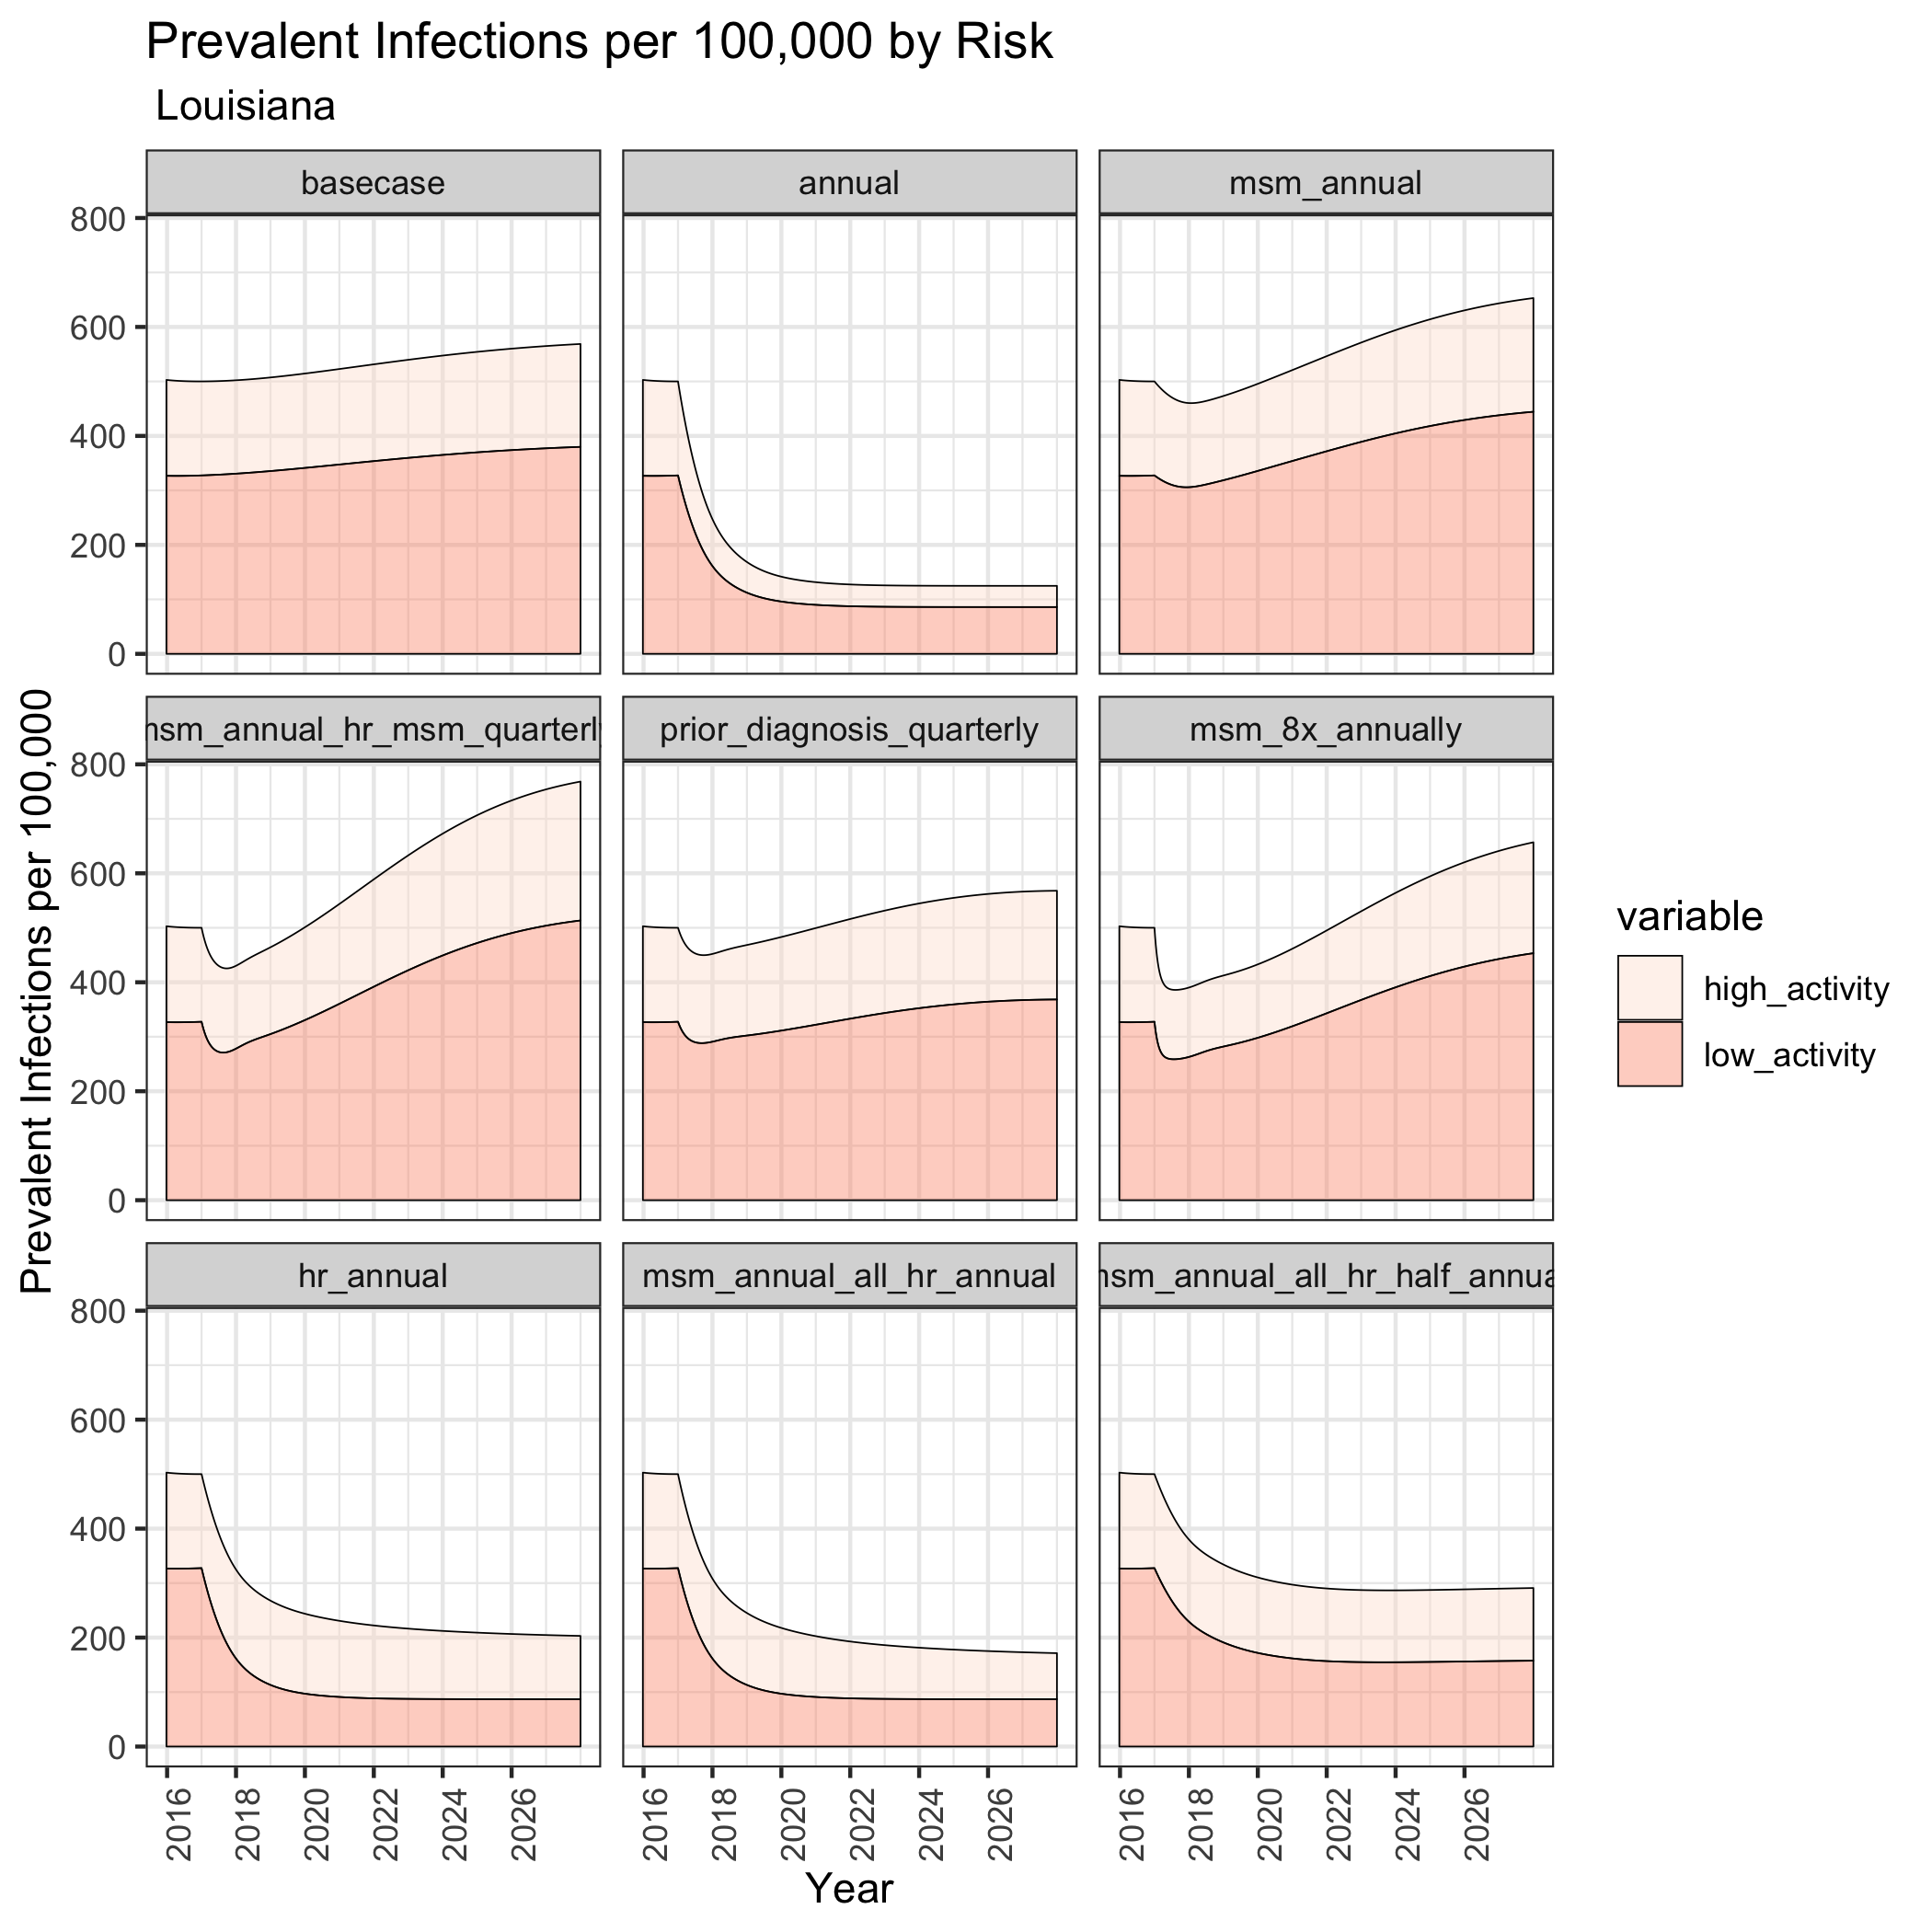 Prevalent Infections per 100,000 by Risk
Louisiana
basecase
annual
msm_annual
800
600
400
200
0
msm_annual_hr_msm_quarterly
prior_diagnosis_quarterly
msm_8x_annually
800
600
400
200
0
hr_annual
msm_annual_all_hr_annual
msm_annual_all_hr_half_annua
800
600
400
200
0
2016
2018
2020
2022
2024
2026
2016
2018
2020
2022
2024
2026
2016
2018
2020
2022
2024
2026
Year
Prevalent Infections per 100,000
variable
high_activity
low_activity